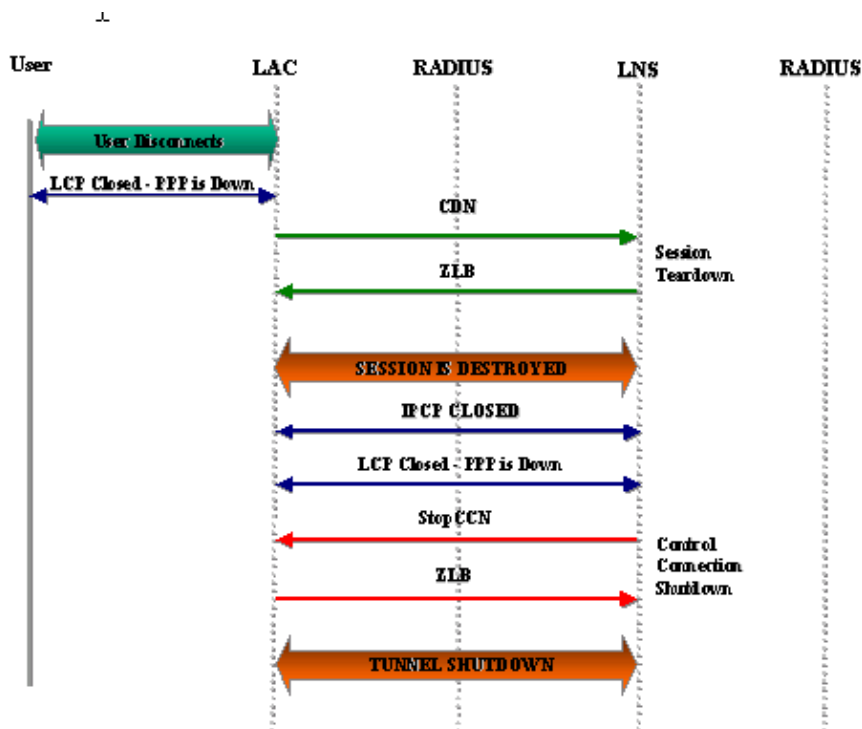 User LAC RADIUS LNS RADIUS
User Disconnects
LCP Closed - PPP is Down
CDN
Session
Teardown
ZLB
SESSION IS DESTROYED
IPCP CLOSED
LCP Closed - PPP is Down
StopCCN
Control
Connection
Shutdown
ZLB
TUNNEL SHUTDOWN